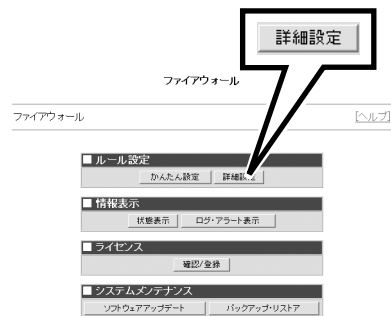 詳細設定
ファイアウォール
ファイアウォール [ヘルプ]
■ ルール設定
かんたん設定 詳細設定
■ 情報表示
状態表示 ログ・アラート表示
■ ライセンス
確認/登録
■ システムメンテナンス
ソフトウェアアップデート バックアップ・リストア